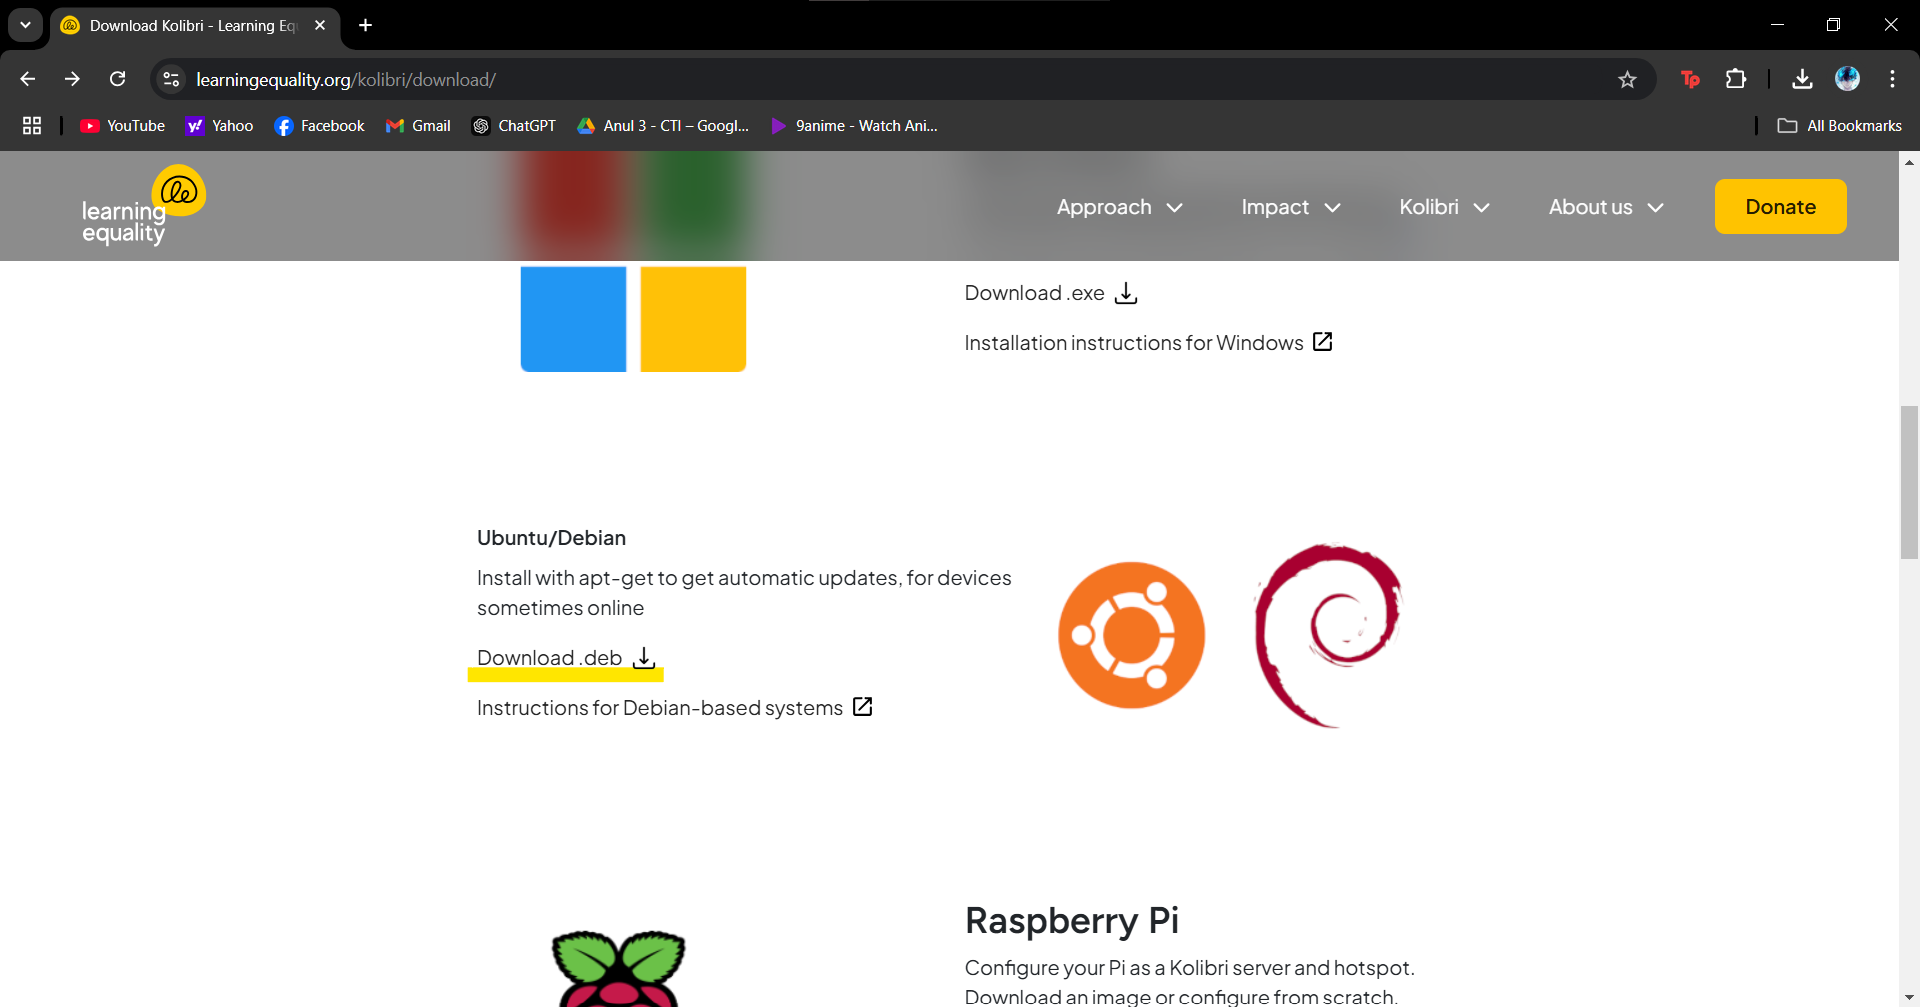 Download Kolibri - Learning Eq
learningequality.org/kolibri/download/
Tp
YouTube
Yahoo
Facebook
Gmail
ChatGPT
Anul 3 - CTI – Googl...
9anime - Watch Ani...
All Bookmarks
le
learning
equality
Approach
Impact
Kolibri
About us
Donate
Download .exe
Installation instructions for Windows
Ubuntu/Debian
Install with apt-get to get automatic updates, for devices
sometimes online
Download .deb
Instructions for Debian-based systems
Raspberry Pi
Configure your Pi as a Kolibri server and hotspot.
Download an image or configure from scratch.